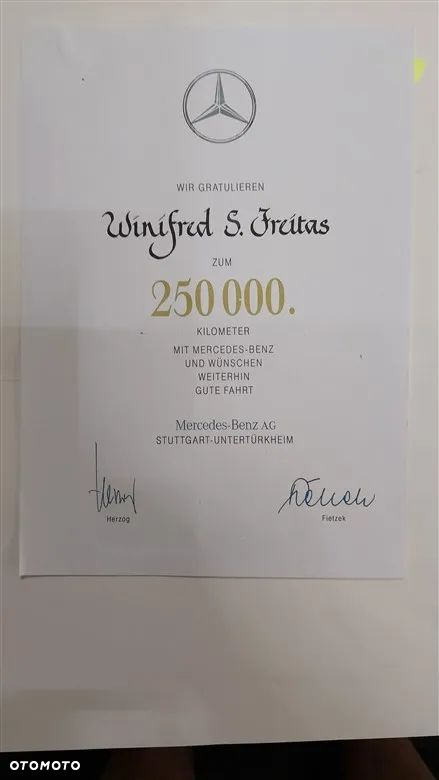 WIR GRATULIEREN
Winifred S. Freitas
ZUM
250 000.
KILOMETER
MIT MERCEDES-BENZ
UND WÜNSCHEN
WEITERHIN
GUTE FAHRT
Mercedes-Benz AG
STUTTGART-UNTERTÜRKHEIM
Herzog
Fietzek
OTOMOTO